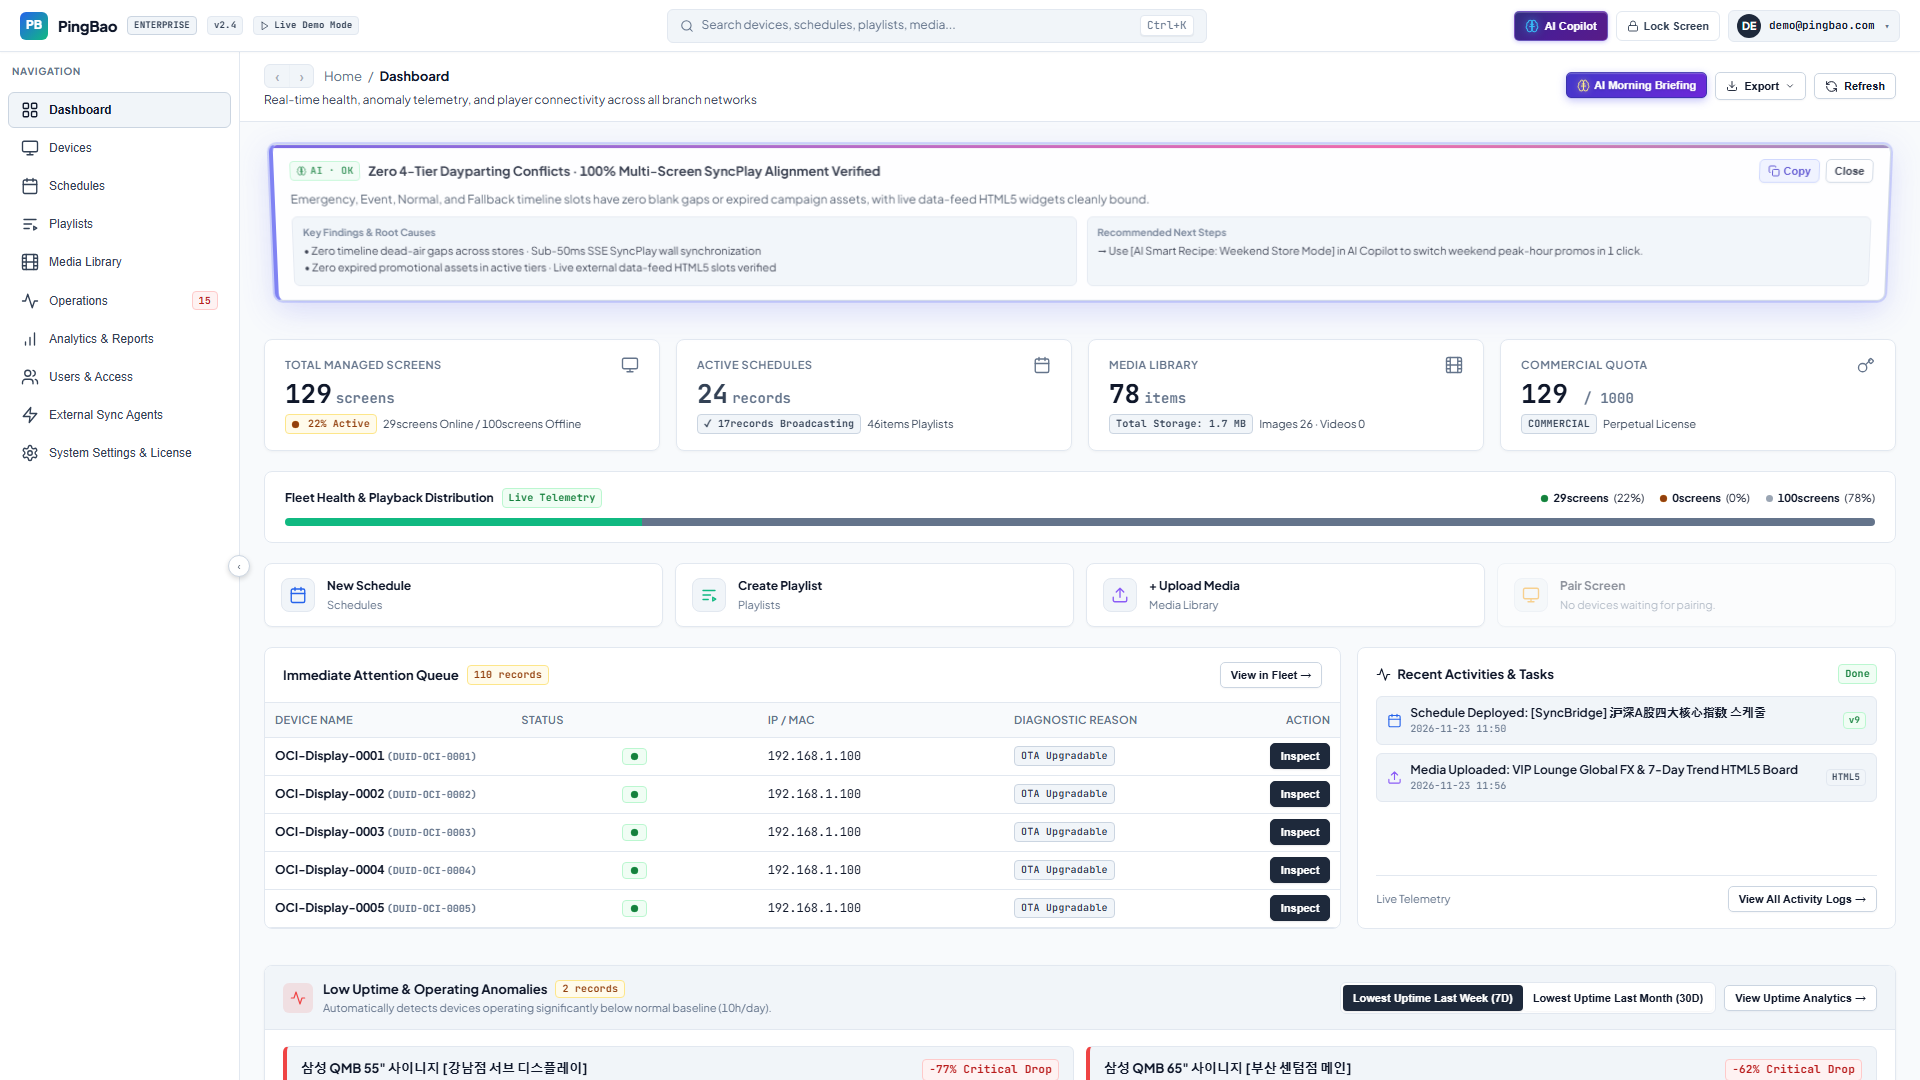 PB PingBao ENTERPRISE v2.4 Live Demo Mode
Search devices, schedules, playlists, media... Ctrl+K
AI Copilot Lock Screen DE demo@pingbao.com
NAVIGATION
Dashboard
Devices
Schedules
Playlists
Media Library
Operations 15
Analytics & Reports
Users & Access
External Sync Agents
System Settings & License
Home / Dashboard
Real-time health, anomaly telemetry, and player connectivity across all branch networks
AI Morning Briefing Export Refresh
AI · OK Zero 4-Tier Dayparting Conflicts · 100% Multi-Screen SyncPlay Alignment Verified
Copy Close
Emergency, Event, Normal, and Fallback timeline slots have zero blank gaps or expired campaign assets, with live data-feed HTML5 widgets cleanly bound.
Key Findings & Root Causes
• Zero timeline dead-air gaps across stores · Sub-50ms SSE SyncPlay wall synchronization
• Zero expired promotional assets in active tiers · Live external data-feed HTML5 slots verified
Recommended Next Steps
→ Use [AI Smart Recipe: Weekend Store Mode] in AI Copilot to switch weekend peak-hour promos in 1 click.
TOTAL MANAGED SCREENS
129 screens
22% Active 29screens Online / 100screens Offline
ACTIVE SCHEDULES
24 records
✓ 17records Broadcasting 46items Playlists
MEDIA LIBRARY
78 items
Total Storage: 1.7 MB Images 26 · Videos 0
COMMERCIAL QUOTA
129 / 1000
COMMERCIAL Perpetual License
Fleet Health & Playback Distribution Live Telemetry
29screens (22%) 0screens (0%) 100screens (78%)
New Schedule
Schedules
Create Playlist
Playlists
+ Upload Media
Media Library
Pair Screen
No devices waiting for pairing.
Immediate Attention Queue 110 records
View in Fleet →
DEVICE NAME STATUS IP / MAC DIAGNOSTIC REASON ACTION
OCI-Display-0001 (DUID-OCI-0001) 192.168.1.100 OTA Upgradable Inspect
OCI-Display-0002 (DUID-OCI-0002) 192.168.1.100 OTA Upgradable Inspect
OCI-Display-0003 (DUID-OCI-0003) 192.168.1.100 OTA Upgradable Inspect
OCI-Display-0004 (DUID-OCI-0004) 192.168.1.100 OTA Upgradable Inspect
OCI-Display-0005 (DUID-OCI-0005) 192.168.1.100 OTA Upgradable Inspect
Recent Activities & Tasks Done
Schedule Deployed: [SyncBridge] 沪深A股四大核心指数 스케줄 v9
2026-11-23 11:50
Media Uploaded: VIP Lounge Global FX & 7-Day Trend HTML5 Board HTML5
2026-11-23 11:56
Live Telemetry View All Activity Logs →
Low Uptime & Operating Anomalies 2 records
Automatically detects devices operating significantly below normal baseline (10h/day).
Lowest Uptime Last Week (7D) Lowest Uptime Last Month (30D) View Uptime Analytics →
삼성 QMB 55" 사이니지 [강남점 서브 디스플레이] -77% Critical Drop
삼성 QMB 65" 사이니지 [부산 센텀점 메인] -62% Critical Drop